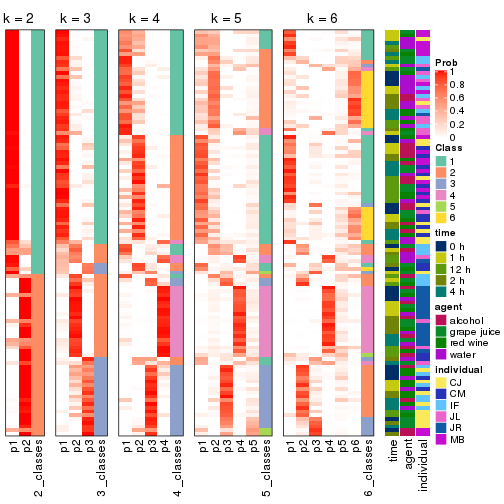 k = 2
k = 3
k = 4
k = 5
k = 6
p1
p2
2_classes
p1
p2
p3
3_classes
p1
p2
p3
p4
4_classes
p1
p2
p3
p4
p5
5_classes
p1
p2
p3
p4
p5
p6
6_classes
time
agent
individual
Prob
1
0.8
0.6
0.4
0.2
0
Class
1
2
3
4
5
6
time
0 h
1 h
12 h
2 h
4 h
agent
alcohol
grape juice
red wine
water
individual
CJ
CM
IF
JL
JR
MB